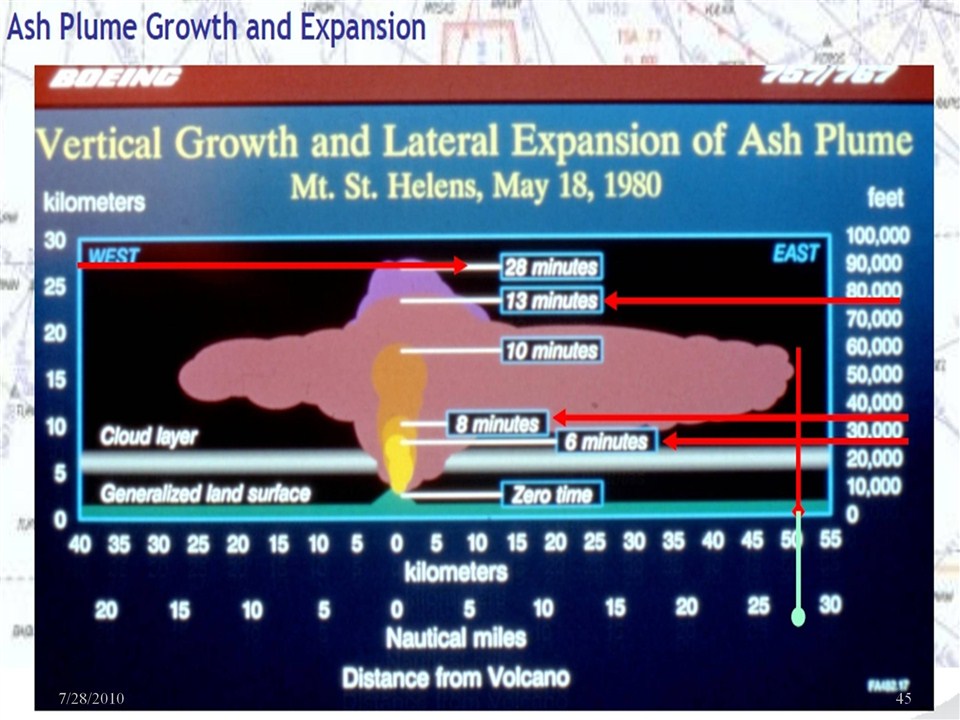 Ash Plume Growth and Expansion
BOEING 757/767
Vertical Growth and Lateral Expansion of Ash Plume
Mt. St. Helens, May 18, 1980
kilometers feet
30 WEST EAST 100,000
28 minutes 90,000
25 80,000
13 minutes
20 70,000
10 minutes 60,000
15 50,000
40,000
10 8 minutes 30,000
Cloud layer 6 minutes
20,000
5 10,000
Generalized land surface Zero time
0 0
40 35 30 25 20 15 10 5 0 5 10 15 20 25 30 35 40 45 50 55
kilometers
20 15 10 5 0 5 10 15 20 25 30
Nautical miles
Distance from Volcano
FA492.17
7/28/2010 45